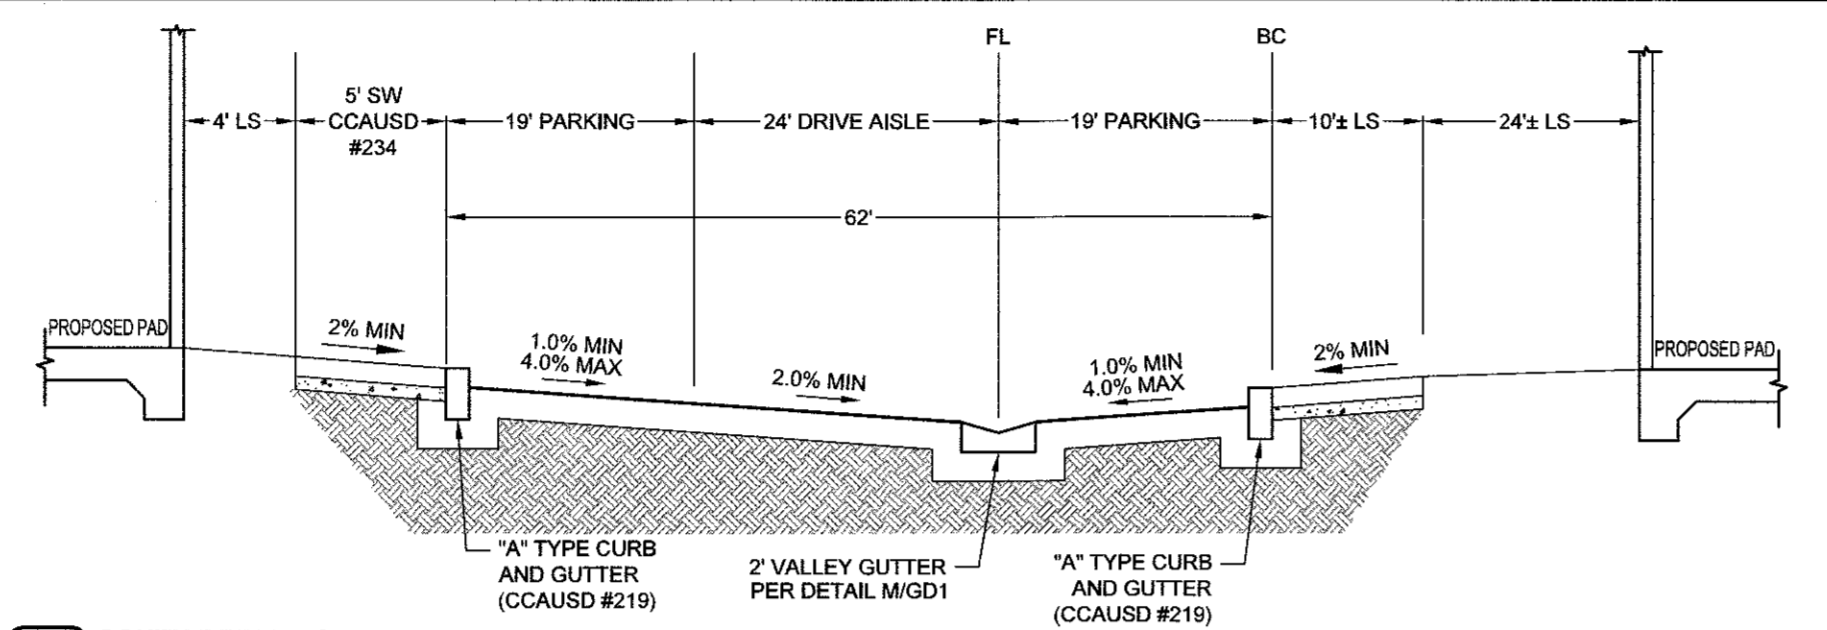 FL
BC
4' LS
5' SW
CCAUSD
#234
19' PARKING
24' DRIVE AISLE
19' PARKING
10'± LS
24'± LS
62'
PROPOSED PAD
2% MIN
1.0% MIN
4.0% MAX
2.0% MIN
1.0% MIN
4.0% MAX
2% MIN
PROPOSED PAD
"A" TYPE CURB
AND GUTTER
(CCAUSD #219)
2' VALLEY GUTTER
PER DETAIL M/GD1
"A" TYPE CURB
AND GUTTER
(CCAUSD #219)